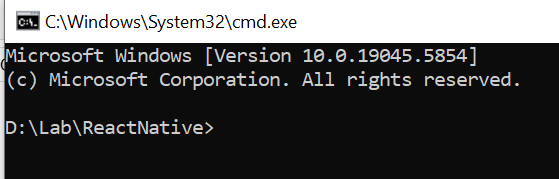 C:\Windows\System32\cmd.exe
Microsoft Windows [Version 10.0.19045.5854]
(c) Microsoft Corporation. All rights reserved.
D:\Lab\ReactNative>